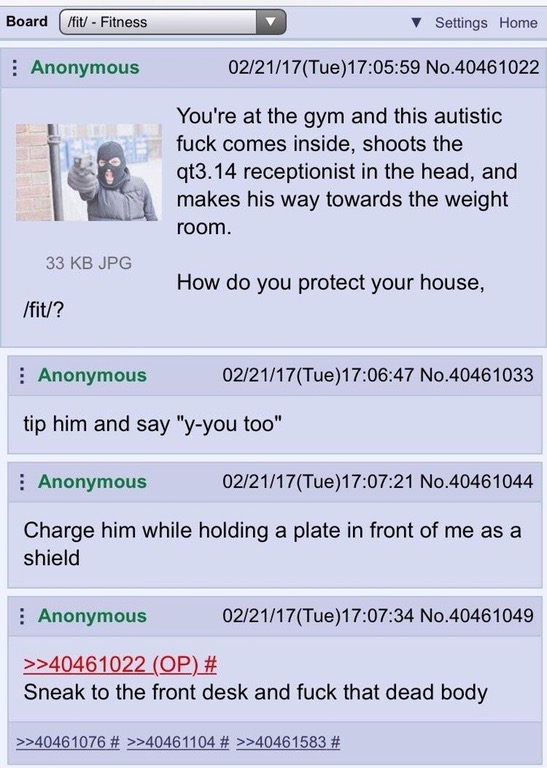 Board /fit/ - Fitness ▼ ▼ Settings Home
Anonymous 02/21/17(Tue)17:05:59 No.40461022
You're at the gym and this autistic
fuck comes inside, shoots the
qt3.14 receptionist in the head, and
makes his way towards the weight
room.
33 KB JPG
How do you protect your house,
/fit/?
Anonymous 02/21/17(Tue)17:06:47 No.40461033
tip him and say "y-you too"
Anonymous 02/21/17(Tue)17:07:21 No.40461044
Charge him while holding a plate in front of me as a
shield
Anonymous 02/21/17(Tue)17:07:34 No.40461049
>>40461022 (OP) #
Sneak to the front desk and fuck that dead body
>>40461076 # >>40461104 # >>40461583 #